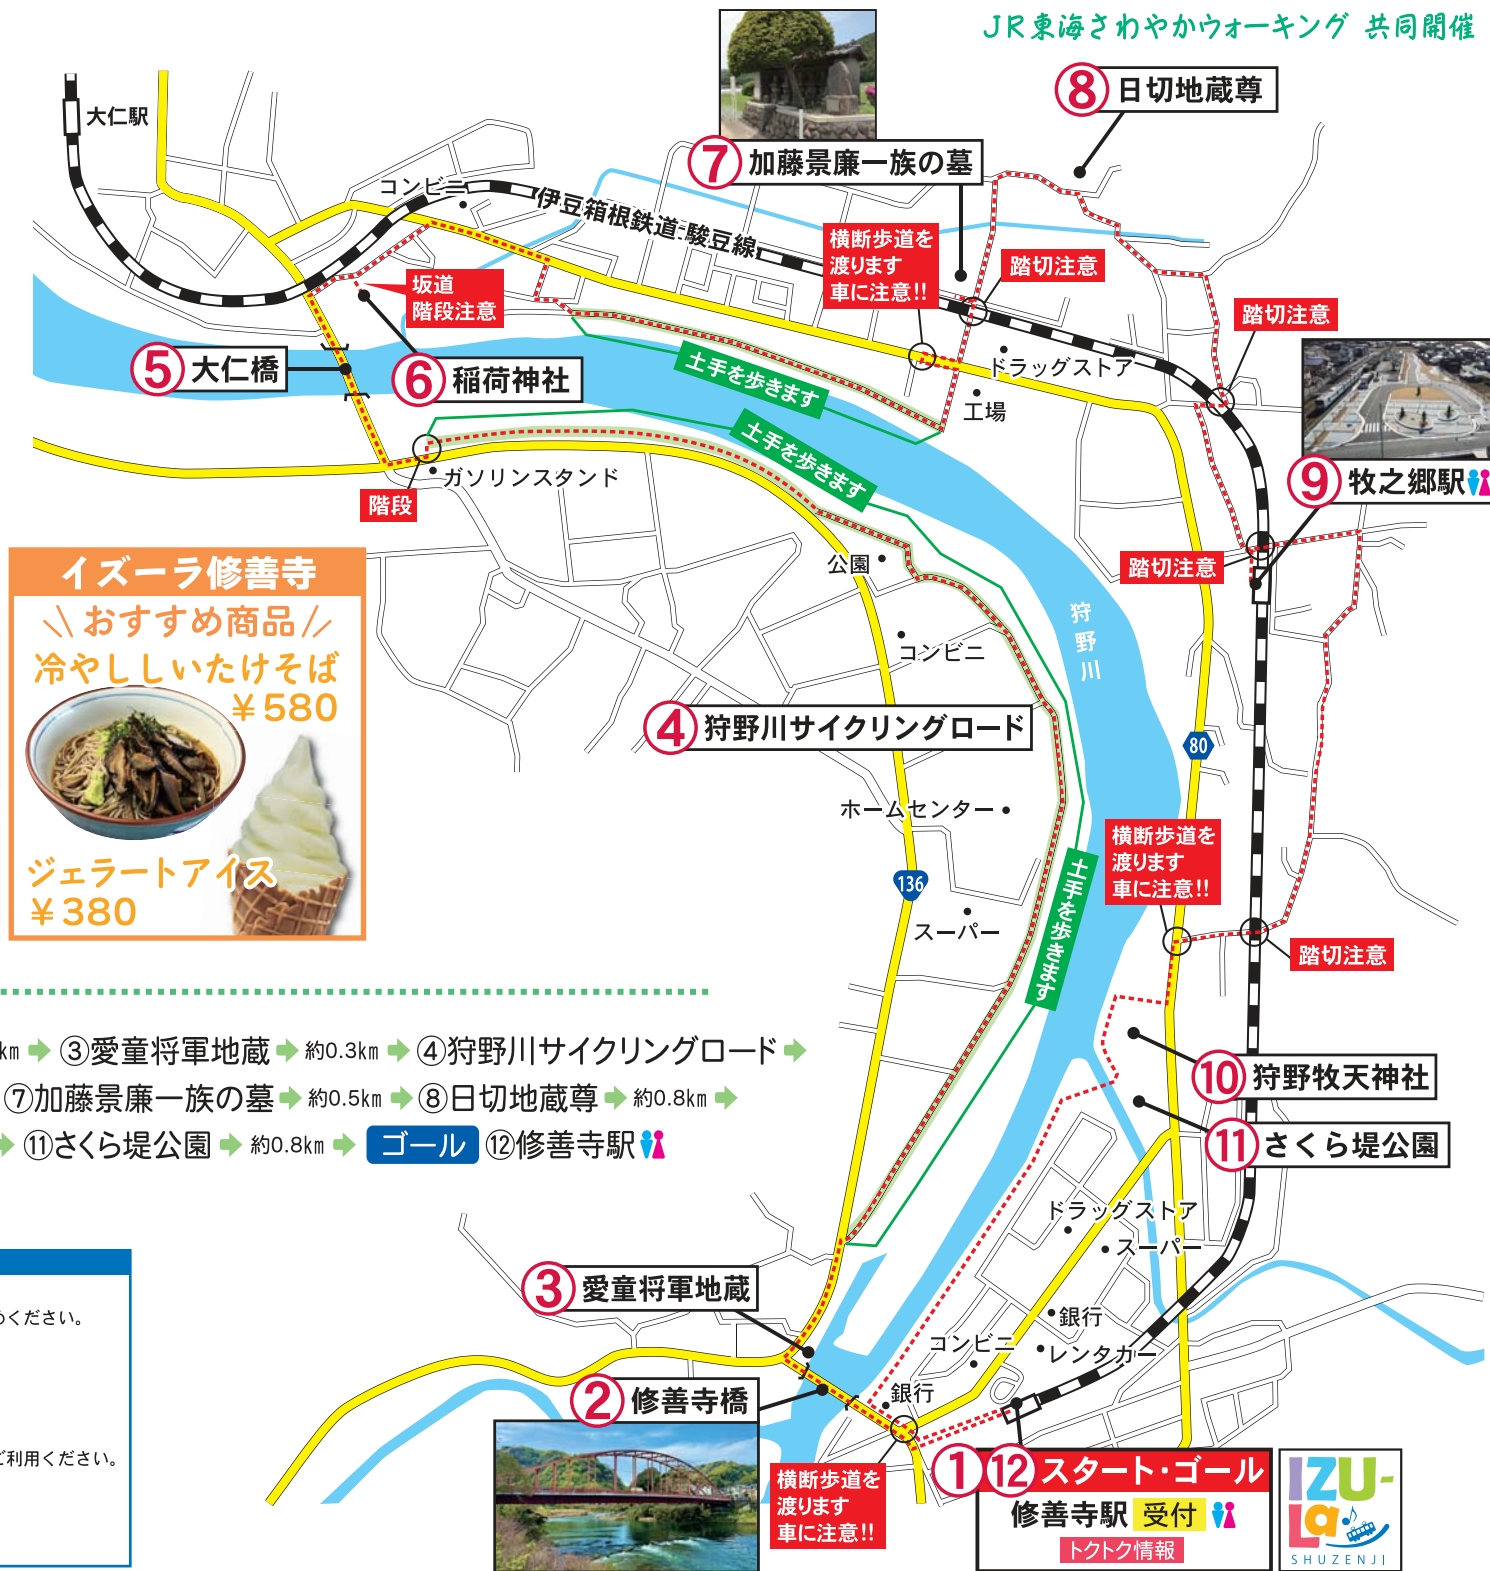 JR東海さわやかウォーキング 共同開催
大仁駅
⑧ 日切地蔵尊
⑦ 加藤景廉一族の墓
コンビニ
伊豆箱根鉄道 駿豆線
横断歩道を
渡ります
車に注意!!
踏切注意
坂道
階段注意
踏切注意
⑤ 大仁橋
⑥ 稲荷神社
土手を歩きます
ドラッグストア
工場
土手を歩きます
ガソリンスタンド
階段
⑨ 牧之郷駅
公園
踏切注意
狩野川
コンビニ
イズーラ修善寺
\\ おすすめ商品 //
冷やししいたけそば
¥580
ジェラートアイス
¥380
④ 狩野川サイクリングロード
80
ホームセンター
横断歩道を
渡ります
車に注意!!
136
土手を歩きます
スーパー
踏切注意
km ③愛童将軍地蔵 約0.3km ④狩野川サイクリングロード
⑦加藤景廉一族の墓 約0.5km ⑧日切地蔵尊 約0.8km
⑪さくら堤公園 約0.8km ゴール ⑫修善寺駅
⑩ 狩野牧天神社
⑪ さくら堤公園
ドラッグストア
スーパー
③ 愛童将軍地蔵
銀行
コンビニ
レンタカー
② 修善寺橋
銀行
めください。
ご利用ください。
横断歩道を
渡ります
車に注意!!
① ⑫ スタート・ゴール
修善寺駅 受付
トクトク情報
IZU-
La
SHUZENJI